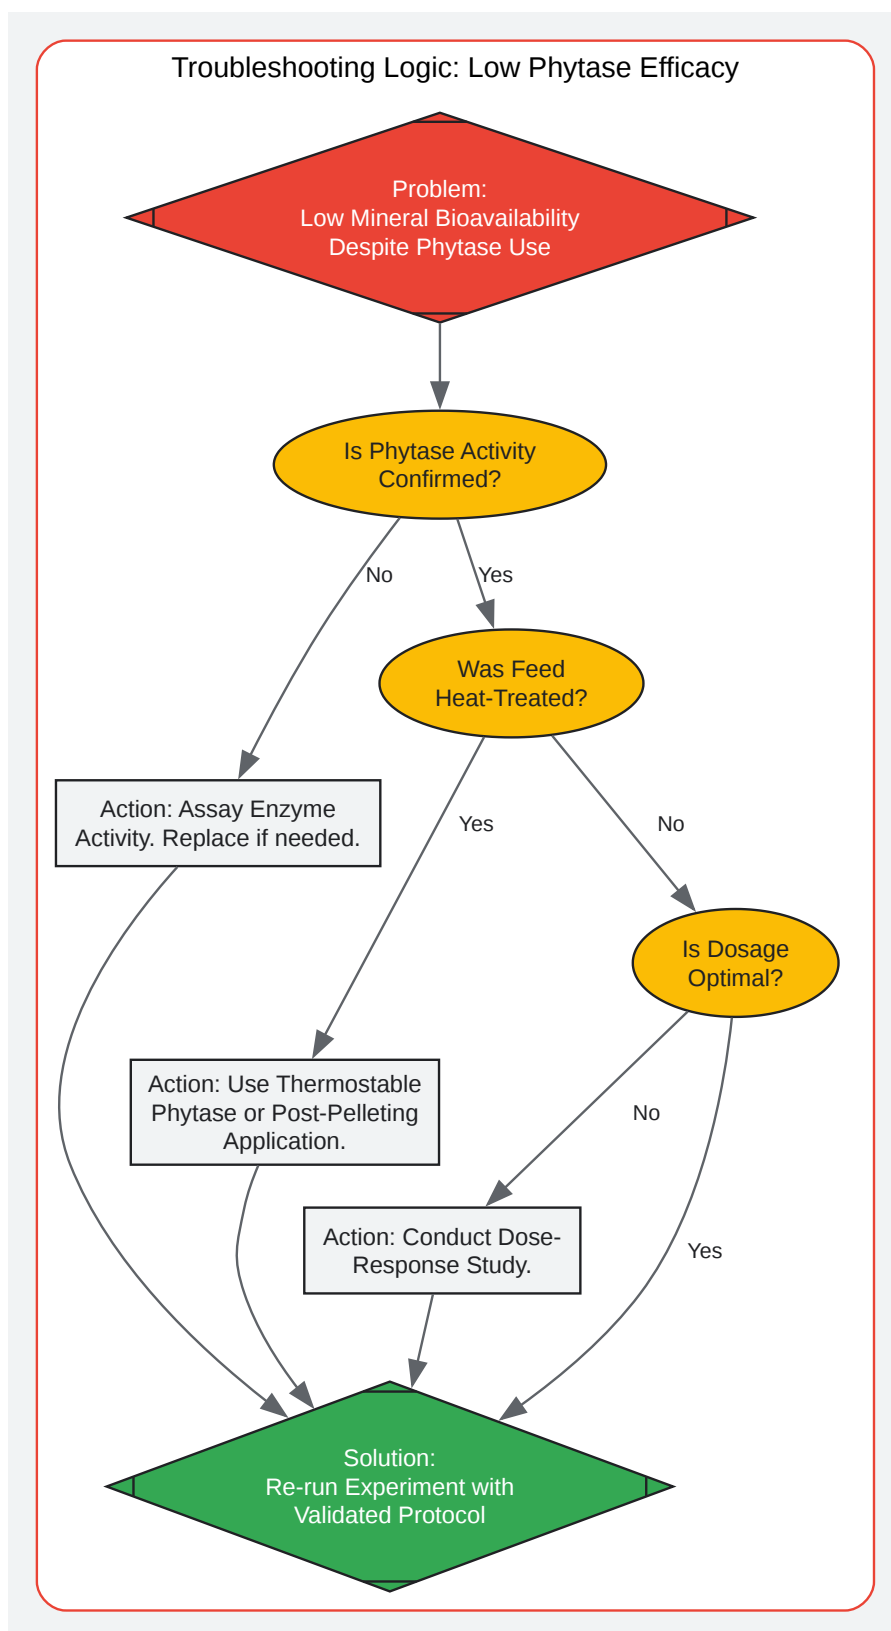 Troubleshooting Logic: Low Phytase Efficacy
Problem:
Low Mineral Bioavailability
Despite Phytase Use
Is Phytase Activity
Confirmed?
No
Yes
Was Feed
Heat-Treated?
Action: Assay Enzyme
Activity. Replace if needed.
Yes
No
Is Dosage
Optimal?
Action: Use Thermostable
Phytase or Post-Pelleting
Application.
No
Action: Conduct Dose-
Response Study.
Yes
Solution:
Re-run Experiment with
Validated Protocol